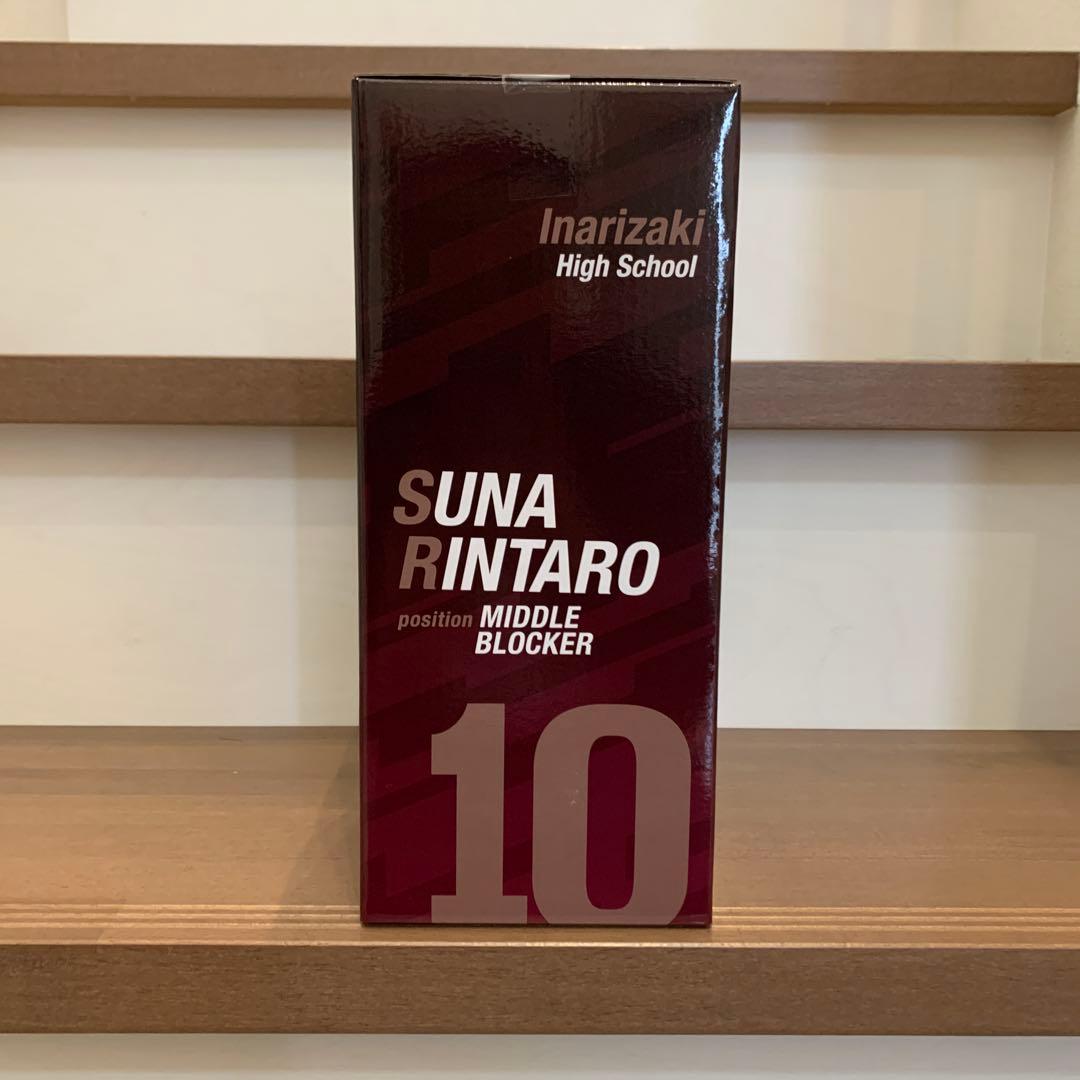 Inarizaki
High School
SUNA
RINTARO
position MIDDLE
BLOCKER
10